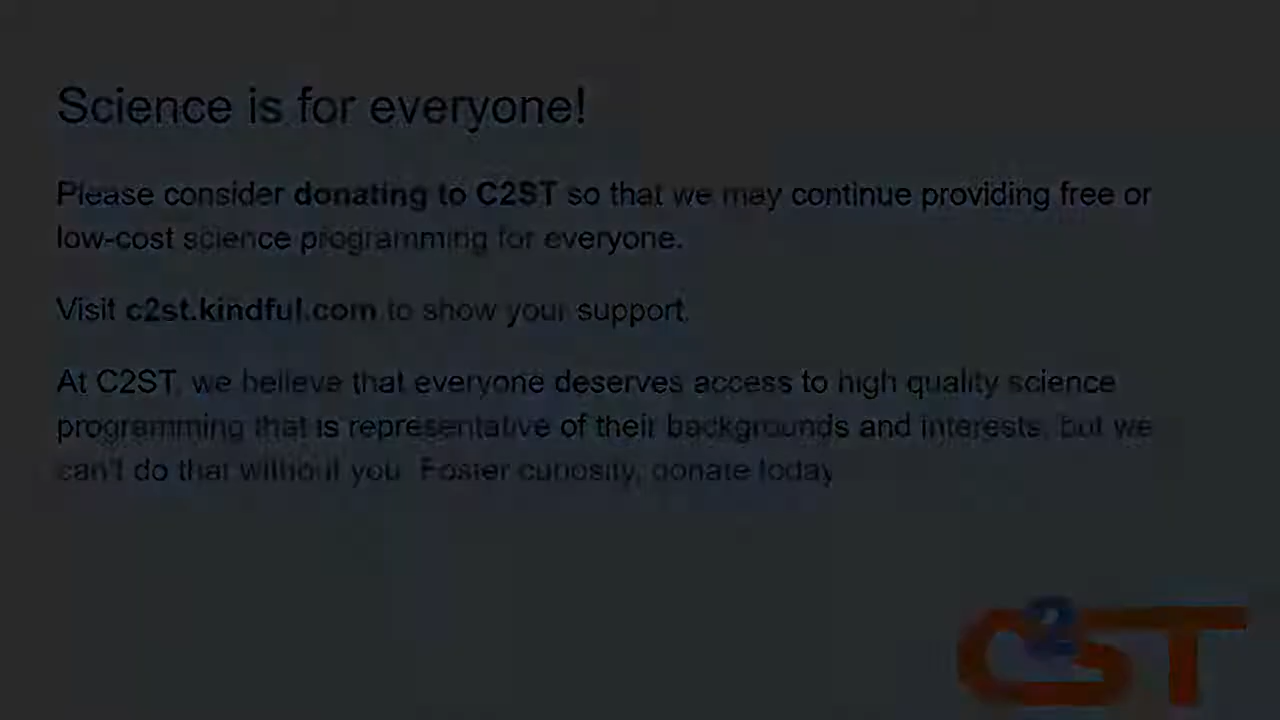 Science is for everyone!
Please consider donating to C2ST so that we may continue providing free or
low-cost science programming for everyone.
Visit c2st.kindful.com to show your support.
At C2ST, we believe that everyone deserves access to high quality science
programming that is representative of their backgrounds and interests, but we
can't do that without you. Foster curiosity, donate today
C2ST